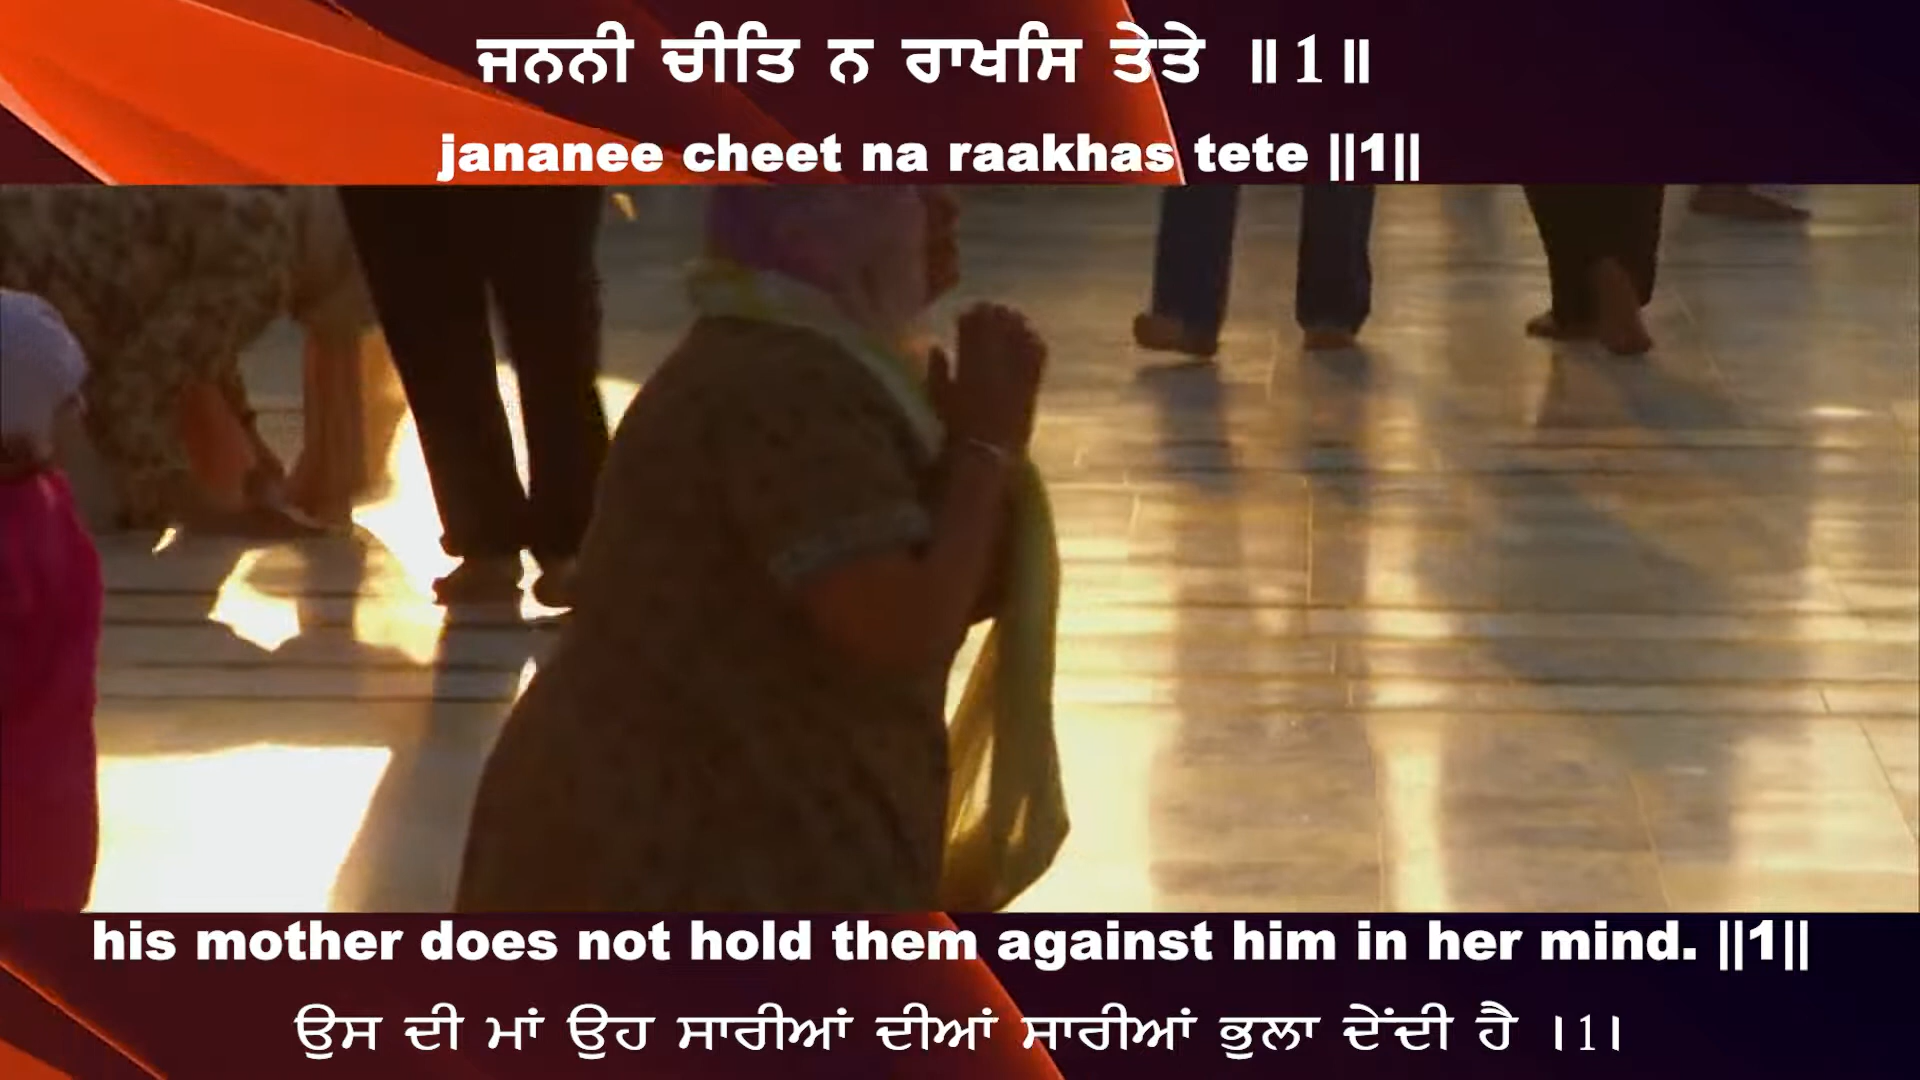 ਜਨਨੀ ਚੀਤਿ ਨ ਰਾਖਸਿ ਤੇਤੇ ॥1॥
jananee cheet na raakhas tete ||1||
his mother does not hold them against him in her mind. ||1||
ਉਸ ਦੀ ਮਾਂ ਉਹ ਸਾਰੀਆਂ ਦੀਆਂ ਸਾਰੀਆਂ ਭੁਲਾ ਦੇਂਦੀ ਹੈ ।1।